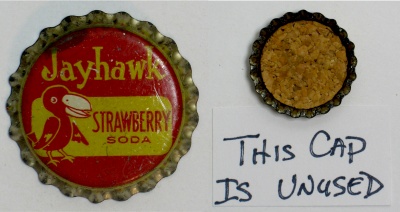 Jayhawk
STRAWBERRY
SODA
THIS CAP
IS UNUSED